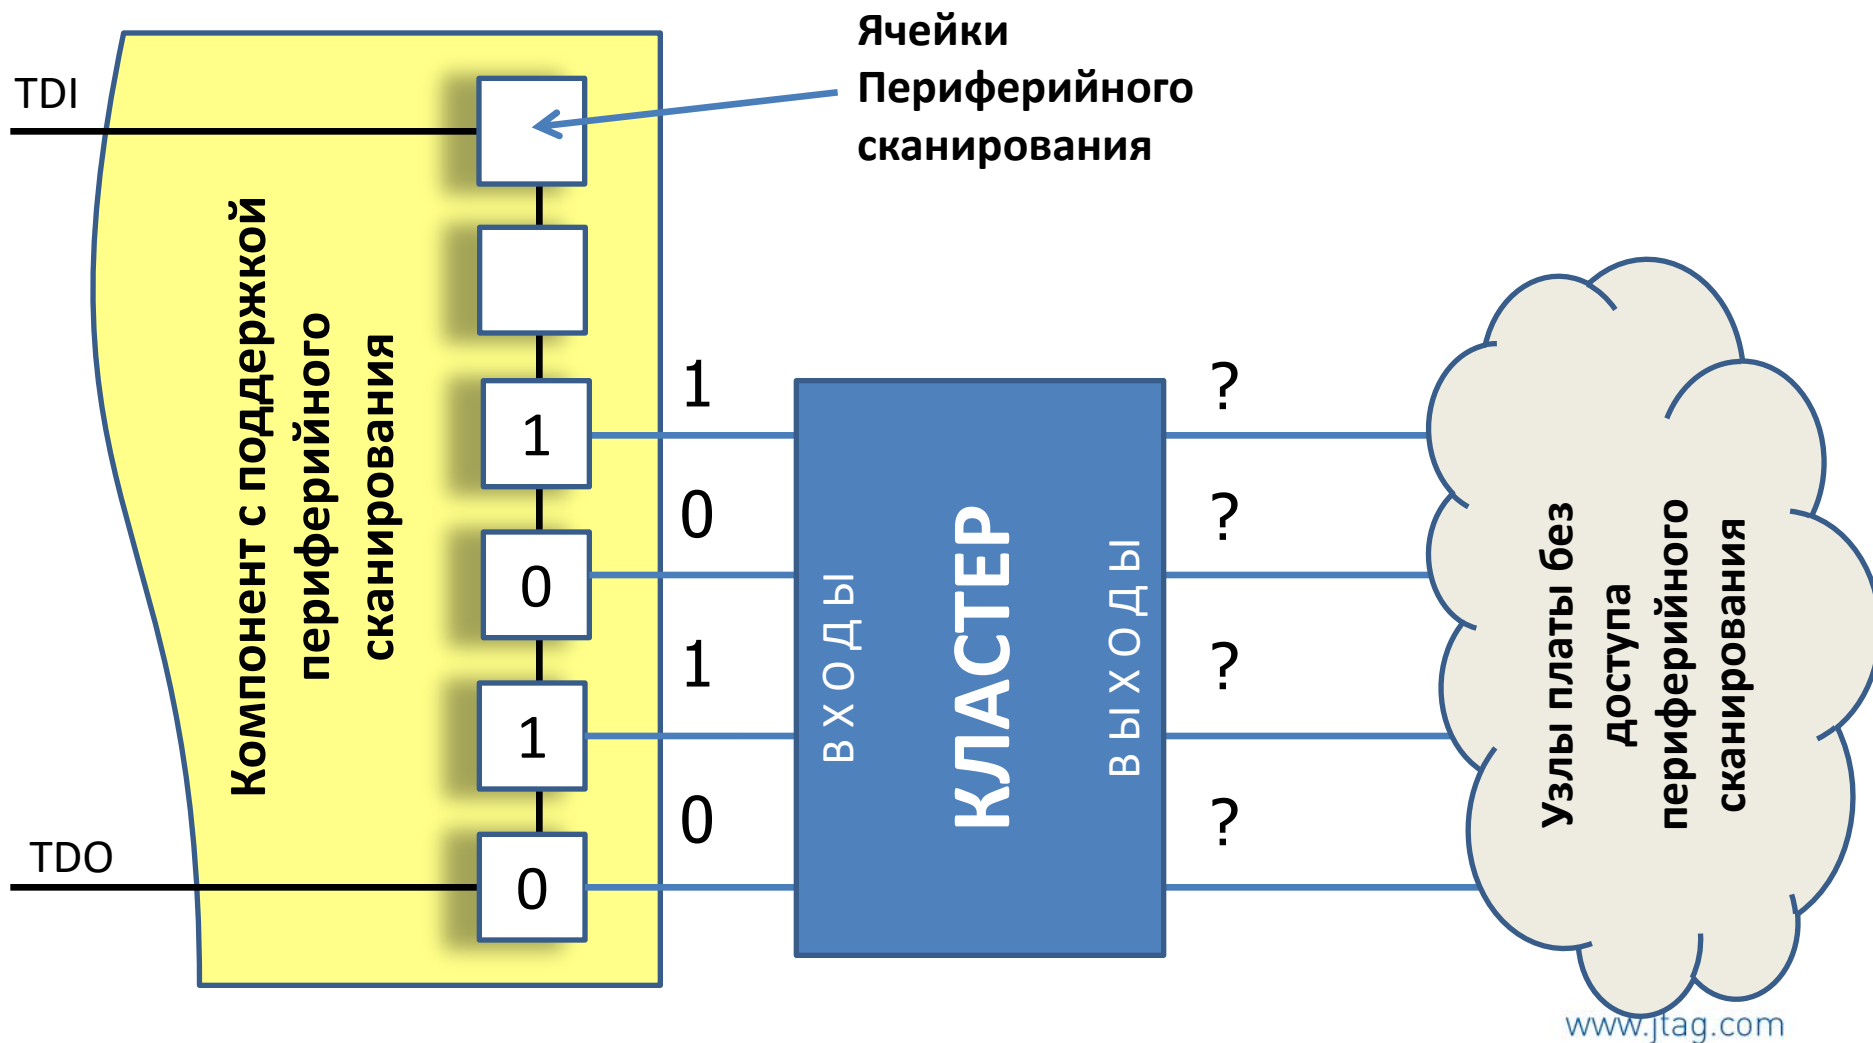 Ячейки
Периферийного
сканирования
TDI
Компонент с поддержкой
периферийного
сканирования
1
0
1
0
TDO
1
0
1
0
ВХОДЫ
КЛАСТЕР
ВЫХОДЫ
?
?
?
?
Узлы платы без
доступа
периферийного
сканирования
www.jtag.com